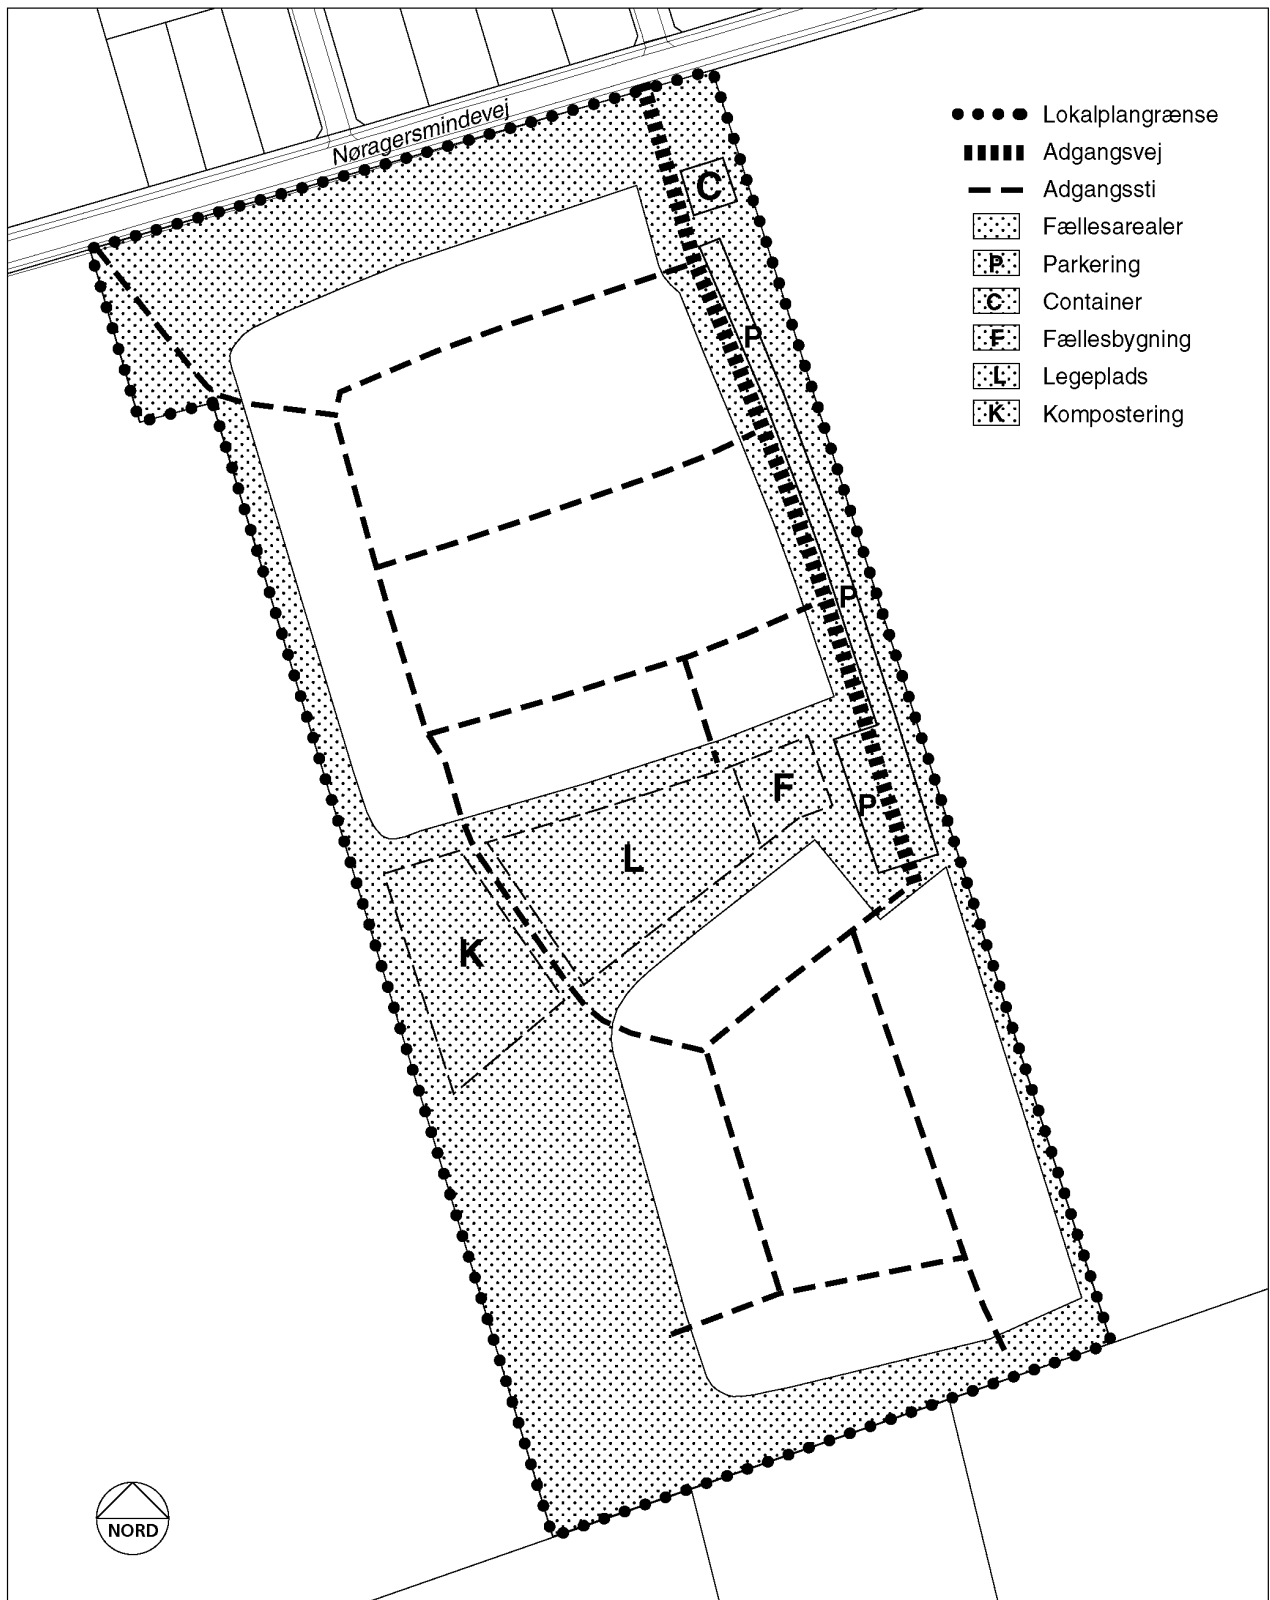 Nøragersmindevej
Lokalplangrænse
Adgangsvej
Adgangssti
Fællesarealer
P Parkering
C Container
F Fællesbygning
L Legeplads
K Kompostering
C
P
P
P
F
L
K
NORD